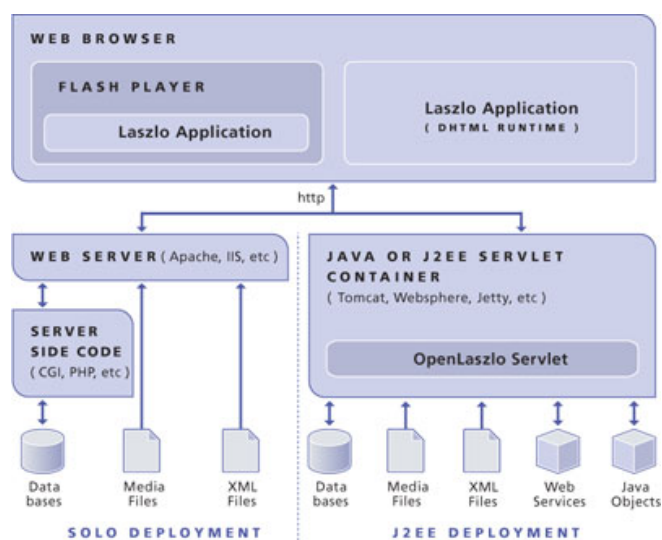 WEB BROWSER
FLASH PLAYER
Laszlo Application
Laszlo Application
( DHTML RUNTIME )
http
WEB SERVER ( Apache, IIS, etc )
SERVER
SIDE CODE
( CGI, PHP, etc )
JAVA OR J2EE SERVLET
CONTAINER
( Tomcat, Websphere, Jetty, etc )
OpenLaszlo Servlet
Data
bases
Media
Files
XML
Files
Data
bases
Media
Files
XML
Files
Web
Services
Java
Objects
SOLO DEPLOYMENT
J2EE DEPLOYMENT